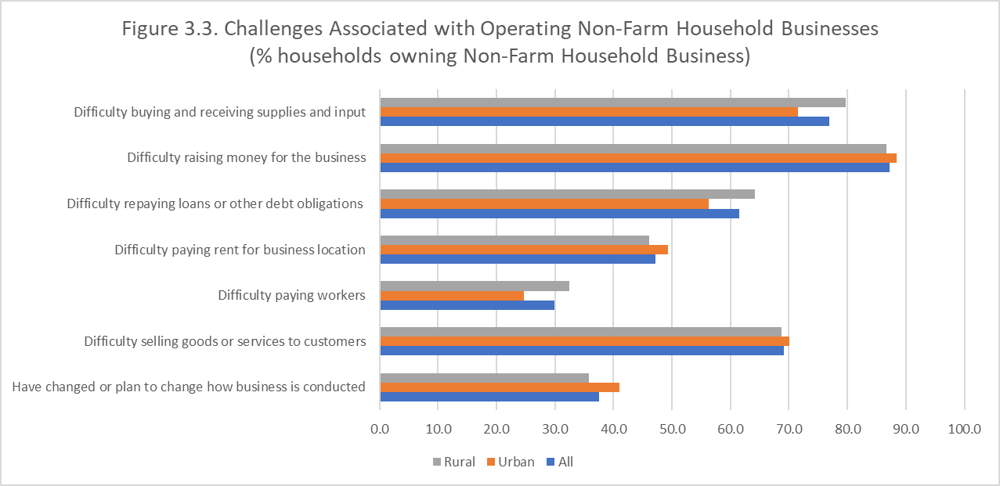 Figure 3.3. Challenges Associated with Operating Non-Farm Household Businesses
(% households owning Non-Farm Household Business)
Difficulty buying and receiving supplies and input
Difficulty raising money for the business
Difficulty repaying loans or other debt obligations
Difficulty paying rent for business location
Difficulty paying workers
Difficulty selling goods or services to customers
Have changed or plan to change how business is conducted
0.0 10.0 20.0 30.0 40.0 50.0 60.0 70.0 80.0 90.0 100.0
Rural Urban All